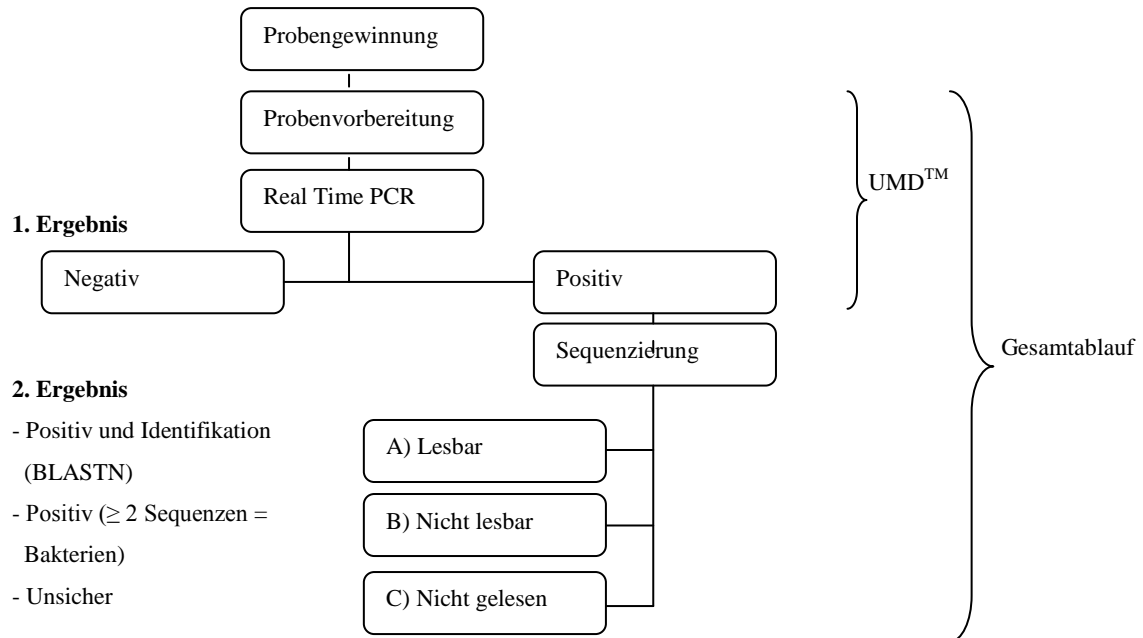 Probengewinnung
Probenvorbereitung
Real Time PCR
UMD™
1. Ergebnis
Negativ
Positiv
Sequenzierung
Gesamtablauf
2. Ergebnis
- Positiv und Identifikation
(BLASTN)
- Positiv (≥ 2 Sequenzen =
Bakterien)
- Unsicher
A) Lesbar
B) Nicht lesbar
C) Nicht gelesen